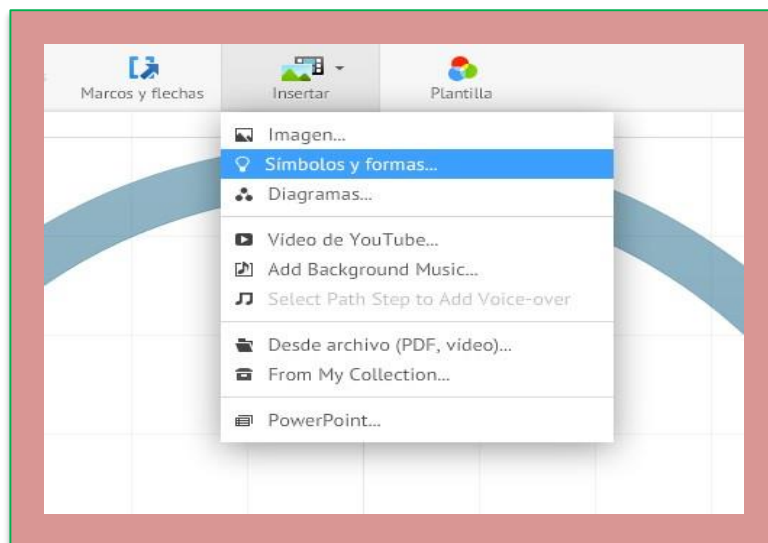 Marcos y flechas
Insertar
Plantilla
Imagen...
Símbolos y formas...
Diagramas...
Vídeo de YouTube...
Add Background Music...
Select Path Step to Add Voice-over
Desde archivo (PDF, vídeo)...
From My Collection...
PowerPoint...